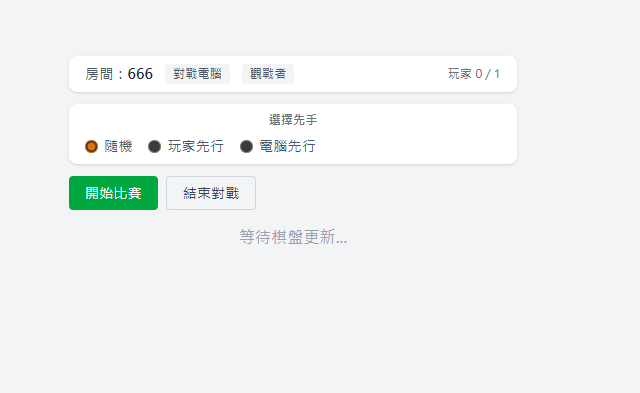 房間：666 對戰電腦 觀戰者 玩家 0 / 1
選擇先手
隨機 玩家先行 電腦先行
開始比賽 結束對戰
等待棋盤更新...